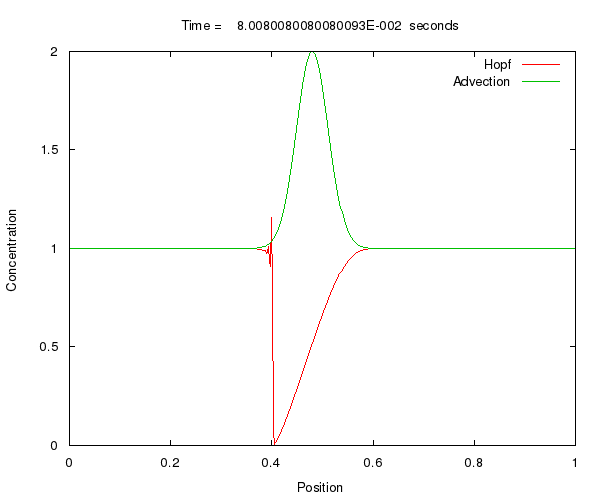 Time = 8.0080080080080093E-002 seconds
Hopf
Advection
2
1.5
1
0.5
0
Concentration
0 0.2 0.4 0.6 0.8 1
Position